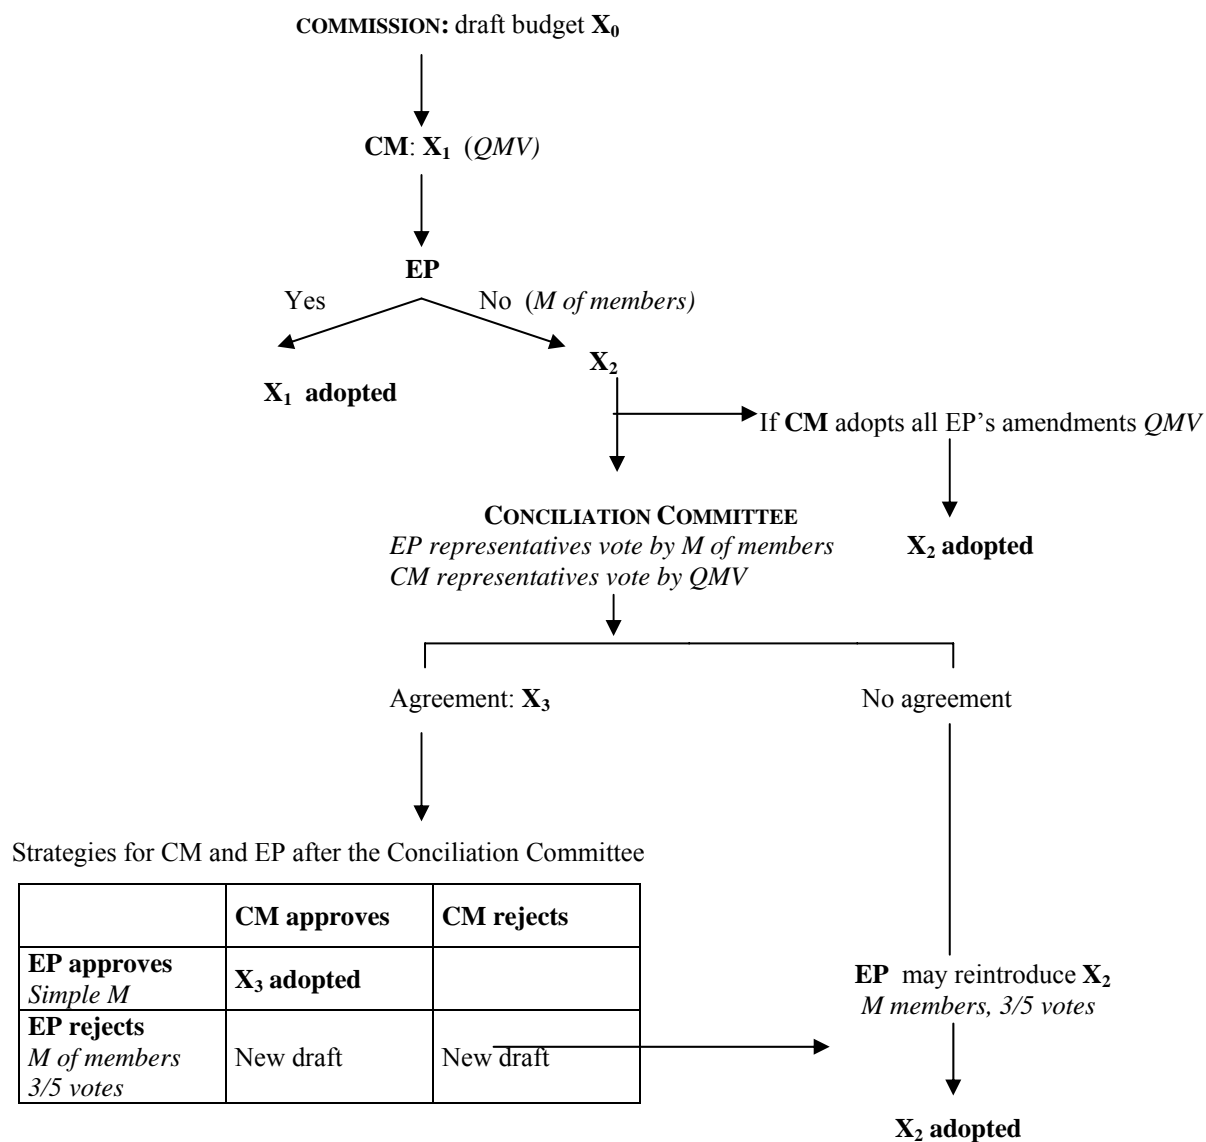 COMMISSION: draft budget X0
CM: X1 (QMV)
EP
Yes
No (M of members)
X2
X1 adopted
If CM adopts all EP’s amendments QMV
CONCILIATION COMMITTEE
EP representatives vote by M of members
CM representatives vote by QMV
X2 adopted
Agreement: X3
No agreement
Strategies for CM and EP after the Conciliation Committee
CM approves
CM rejects
EP approves
Simple M
X3 adopted
EP rejects
M of members
3/5 votes
New draft
New draft
EP may reintroduce X2
M members, 3/5 votes
X2 adopted